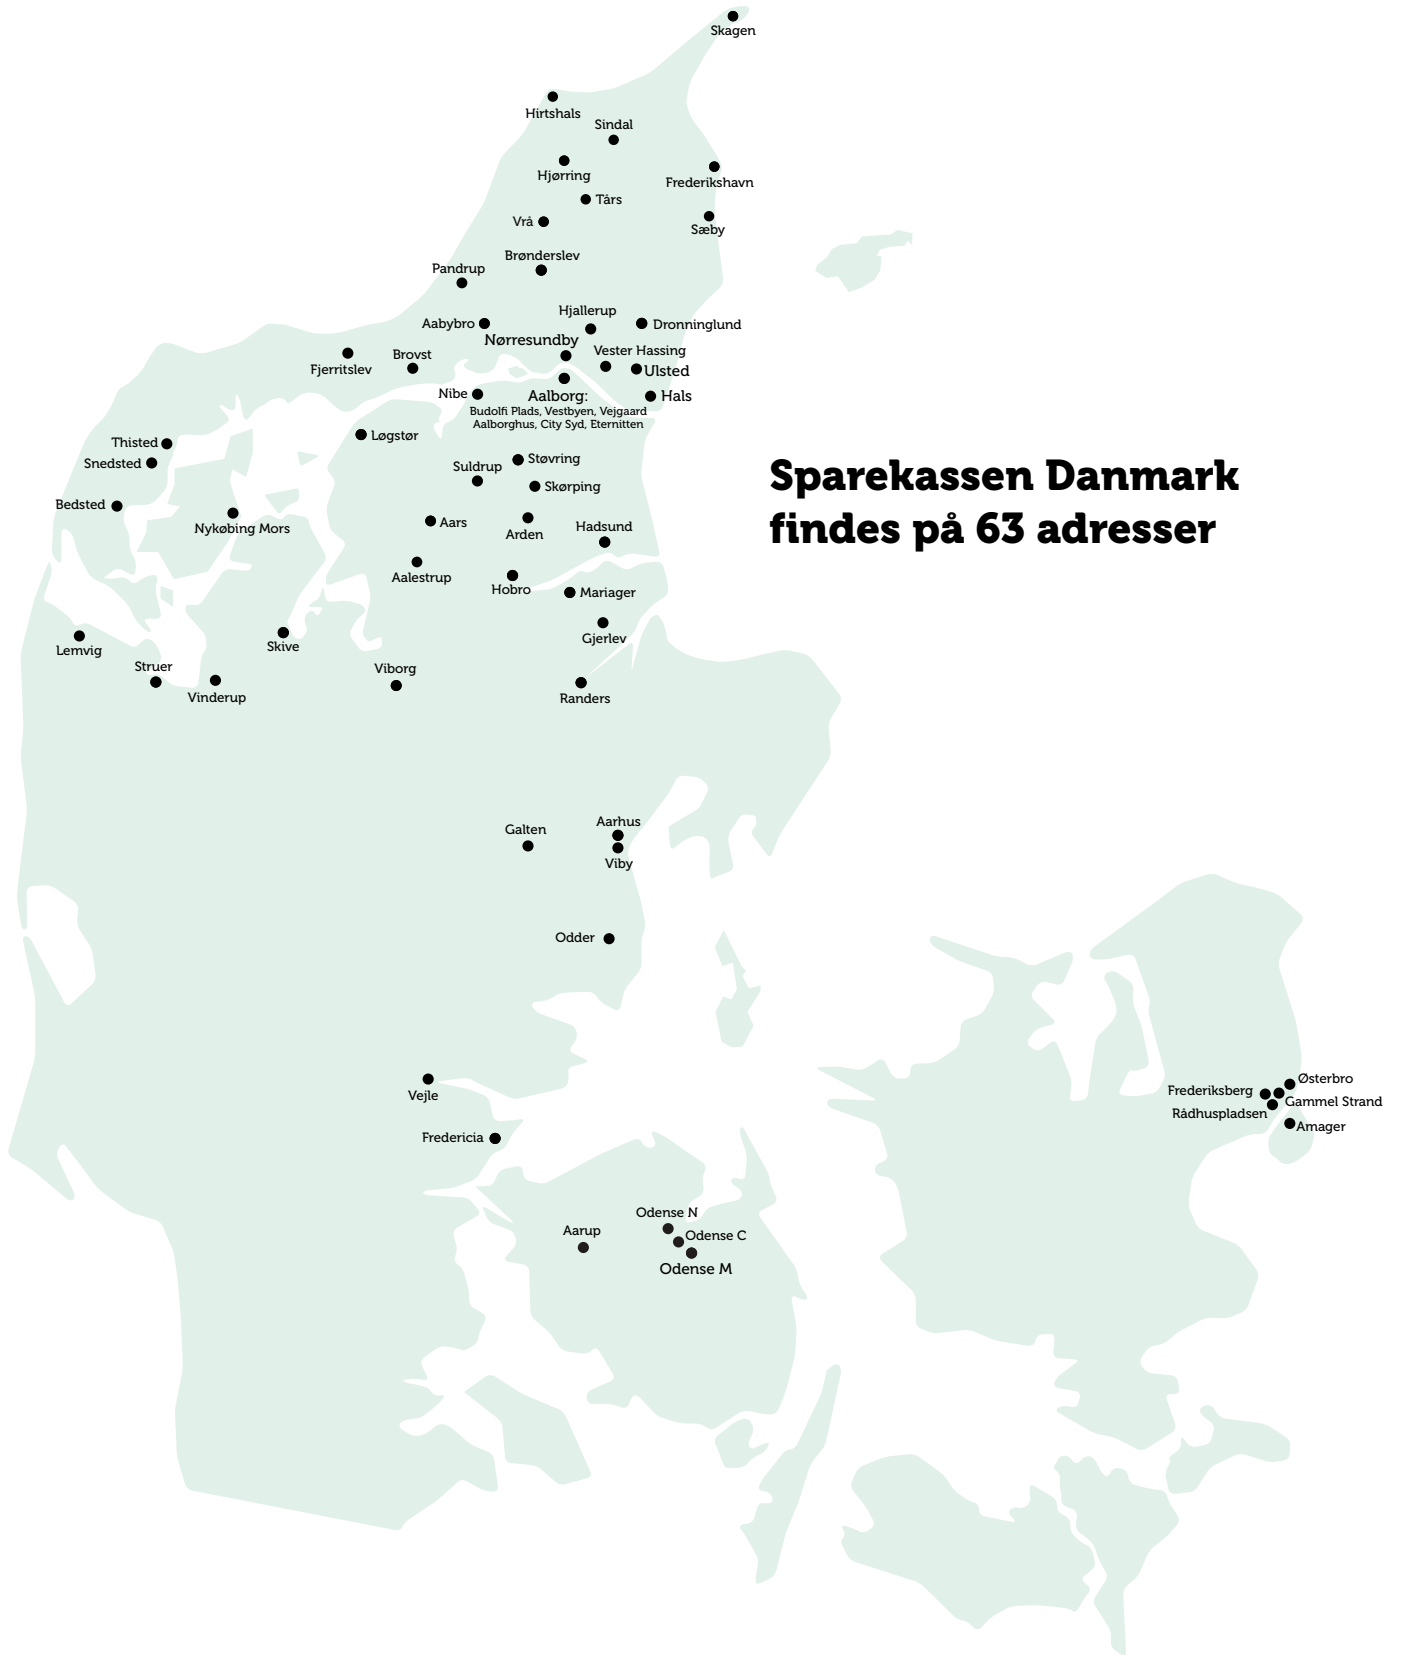 Skagen
Hirtshals
Sindal
Hjørring
Frederikshavn
Tårs
Vrå
Sæby
Brønderslev
Pandrup
Hjallerup
Aabybro
Dronninglund
Nørresundby
Vester Hassing
Brovst
Fjerritslev
Ulsted
Nibe
Aalborg:
Hals
Budolfi Plads, Vestbyen, Vejgaard
Aalborghus, City Syd, Eternitten
Løgstør
Thisted
Snedsted
Støvring
Suldrup
Skørping
Sparekassen Danmark
findes på 63 adresser
Bedsted
Nykøbing Mors
Aars
Arden
Hadsund
Aalestrup
Hobro
Mariager
Gjerlev
Lemvig
Skive
Struer
Viborg
Vinderup
Randers
Galten
Aarhus
Viby
Odder
Vejle
Østerbro
Frederiksberg
Gammel Strand
Rådhuspladsen
Amager
Fredericia
Odense N
Aarup
Odense C
Odense M